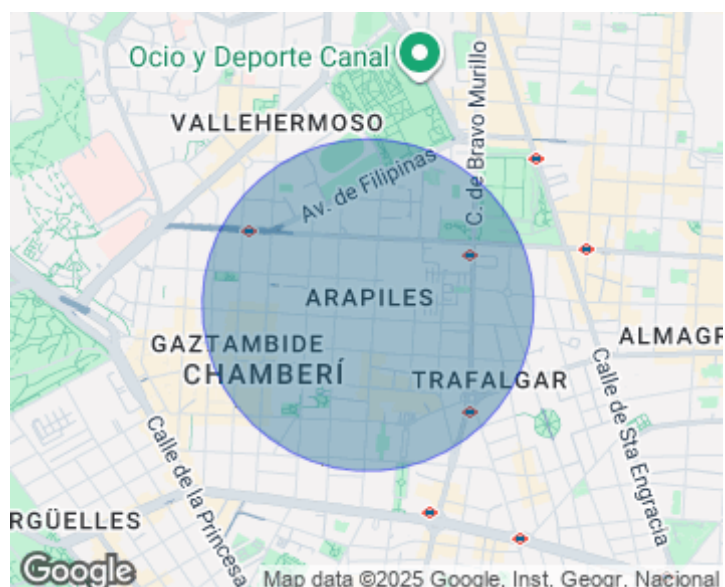 Ocio y Deporte Canal
VALLEHERMOSO
Av. de Filipinas
C. de Bravo Murillo
ARAPILES
GAZTAMBIDE
CHAMBERÍ
TRAFALGAR
ALMAGR
Calle de Sta Engracia
Calle de la Princesa
RGÜELLES
Google
Map data ©2025 Google, Inst. Geogr. Nacional